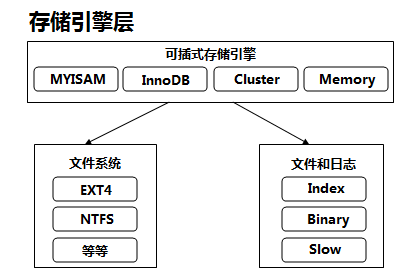 存储引擎层
可插式存储引擎
MYISAM InnoDB Cluster Memory
文件系统
EXT4
NTFS
等等
文件和日志
Index
Binary
Slow